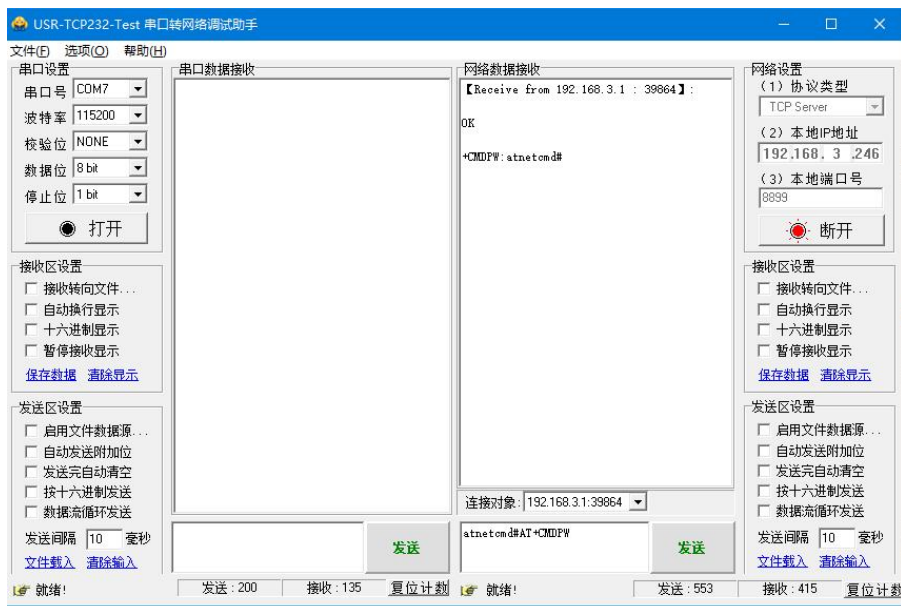 USR-TCP232-Test 串口转网络调试助手
文件(F) 选项(O) 帮助(H)
串口设置
串口号 COM7
波特率 115200
校验位 NONE
数据位 8 bit
停止位 1 bit
打开
接收区设置
接收转向文件...
自动换行显示
十六进制显示
暂停接收显示
保存数据 清除显示
发送区设置
启用文件数据源...
自动发送附加位
发送完自动清空
按十六进制发送
数据流循环发送
发送间隔 10 毫秒
文件载入 清除输入
串口数据接收
发送
网络数据接收
【Receive from 192.168.3.1 : 39864】:
OK
+CMDPW:atnetcmd#
连接对象: 192.168.3.1:39864
atnetcmd#AT+CMDPW
发送
网络设置
(1) 协议类型
TCP Server
(2) 本地IP地址
192.168. 3 .246
(3) 本地端口号
8899
断开
接收区设置
接收转向文件...
自动换行显示
十六进制显示
暂停接收显示
保存数据 清除显示
发送区设置
启用文件数据源...
自动发送附加位
发送完自动清空
按十六进制发送
数据流循环发送
发送间隔 10 毫秒
文件载入 清除输入
就绪! 发送 : 200 接收 : 135 复位计数
就绪! 发送 : 553 接收 : 415 复位计数